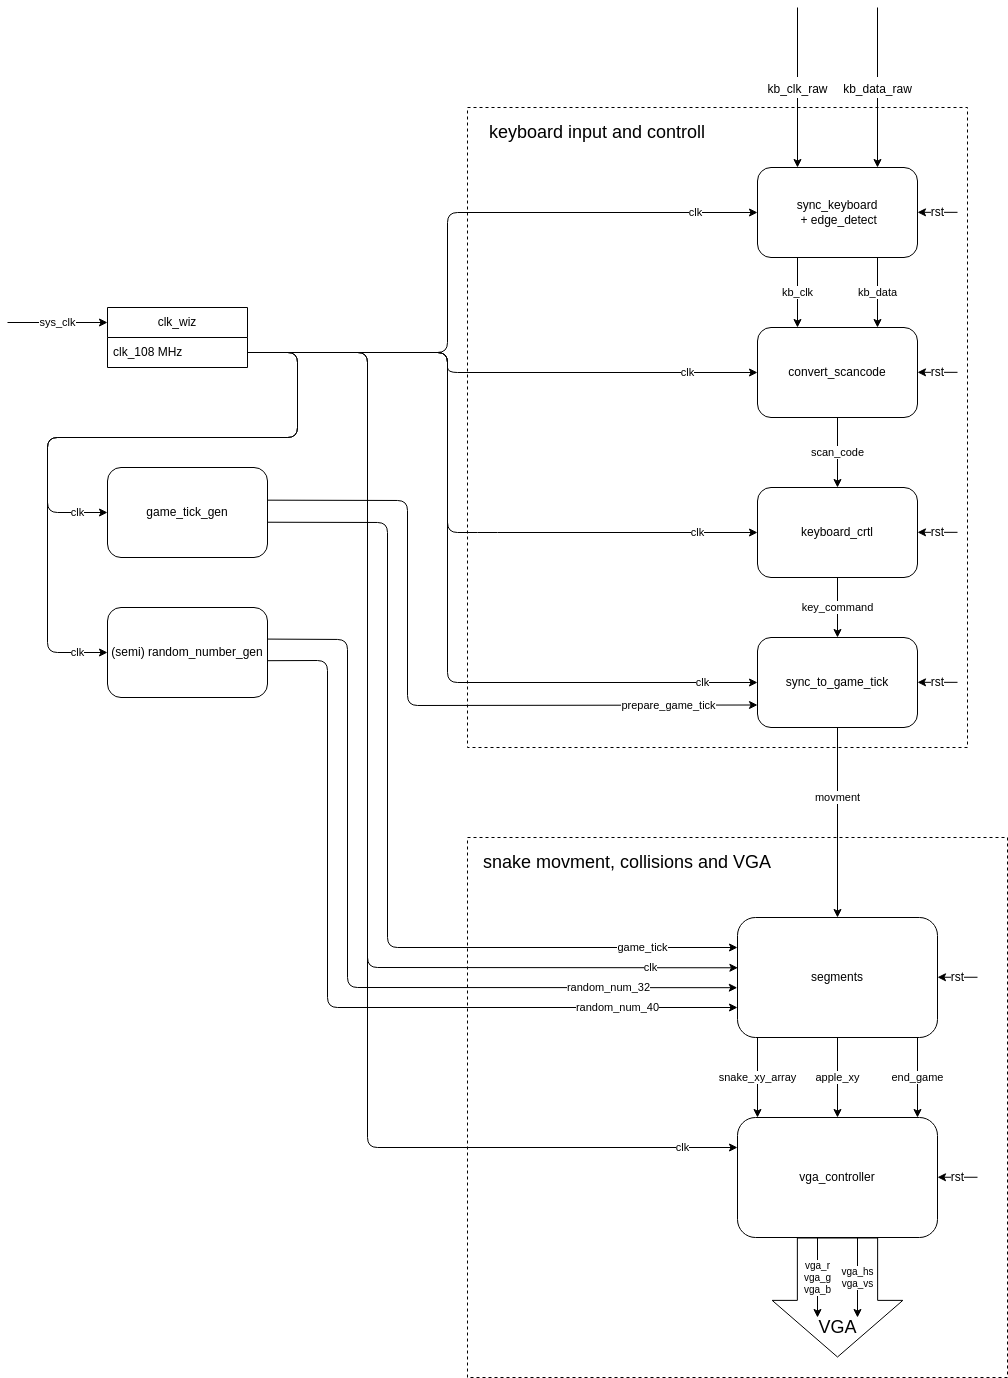 kb_clk_raw
kb_data_raw
keyboard input and controll
sync_keyboard
+ edge_detect
clk
rst
kb_clk
kb_data
sys_clk
clk_wiz
clk_108 MHz
convert_scancode
clk
rst
scan_code
game_tick_gen
clk
keyboard_crtl
clk
rst
key_command
(semi) random_number_gen
clk
sync_to_game_tick
clk
rst
prepare_game_tick
movment
snake movment, collisions and VGA
game_tick
clk
random_num_32
random_num_40
segments
rst
snake_xy_array
apple_xy
end_game
clk
vga_controller
rst
vga_r
vga_g
vga_b
vga_hs
vga_vs
VGA